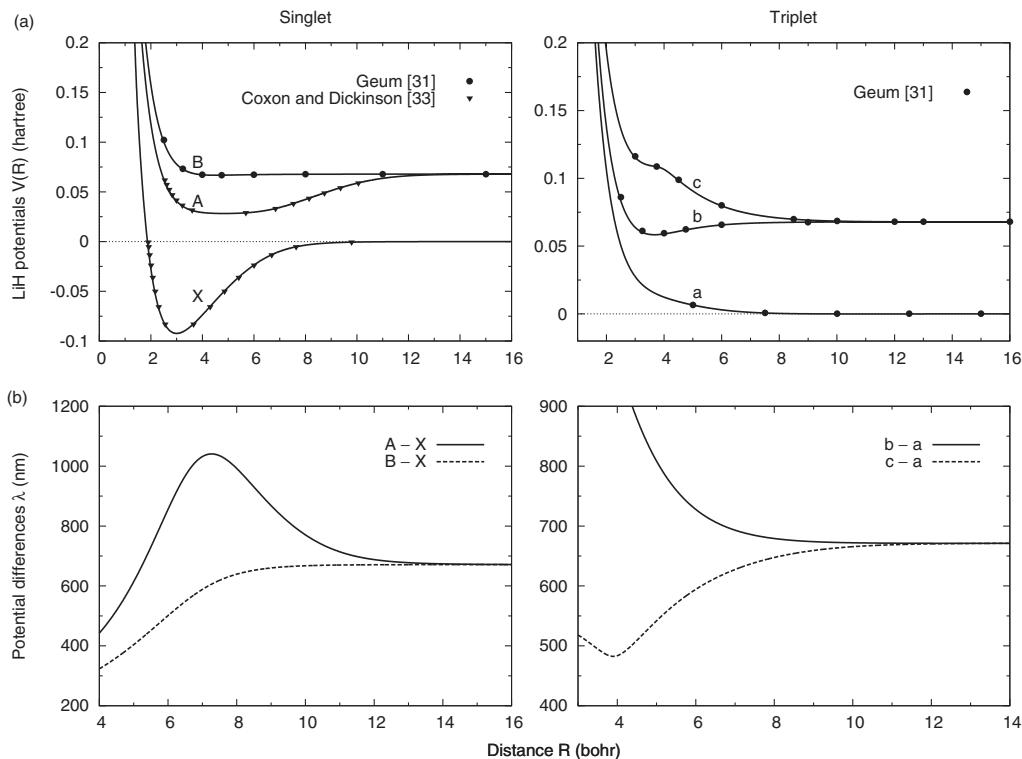 (a)
Singlet
Triplet
LiH potentials V(R) (hartree)
0.2
0.15
0.1
0.05
0
-0.05
-0.1
Geum [31]
Coxon and Dickinson [33]
B
A
X
0 2 4 6 8 10 12 14 16
0.2
0.15
0.1
0.05
0
Geum [31]
c
b
a
2 4 6 8 10 12 14 16
(b)
Potential differences λ (nm)
1200
1000
800
600
400
200
A – X
B – X
4 6 8 10 12 14 16
900
800
700
600
500
400
b – a
c – a
4 6 8 10 12 14
Distance R (bohr)